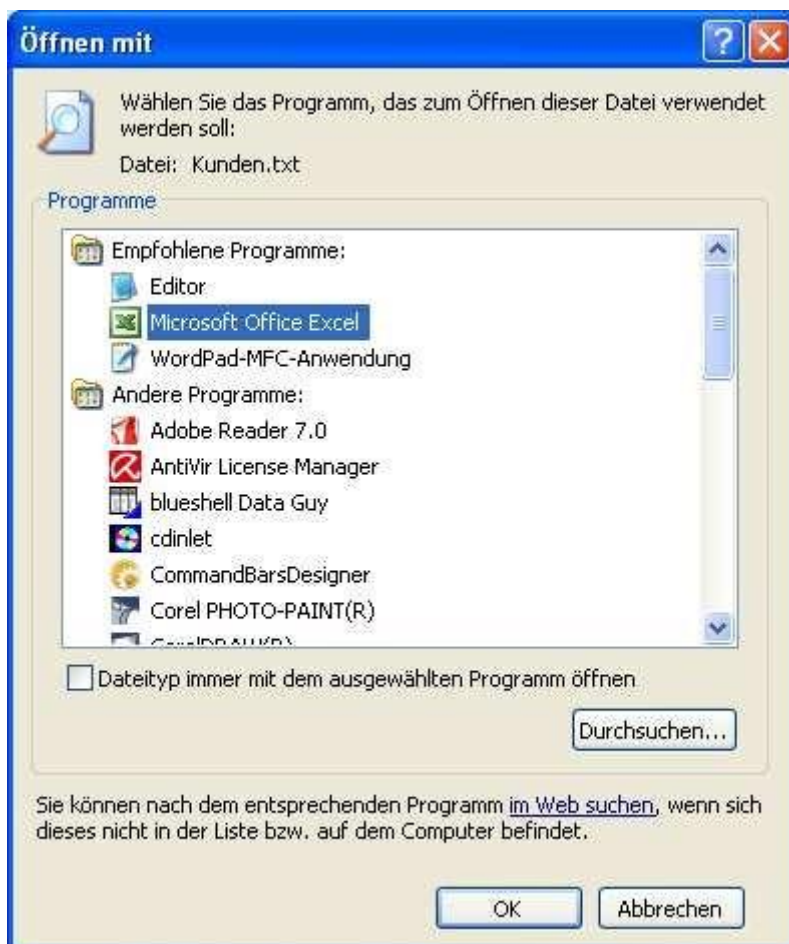 Öffnen mit
Wählen Sie das Programm, das zum Öffnen dieser Datei verwendet
werden soll:
Datei: Kunden.txt
Programme
Empfohlene Programme:
Editor
Microsoft Office Excel
WordPad-MFC-Anwendung
Andere Programme:
Adobe Reader 7.0
AntiVir License Manager
blueshell Data Guy
cdinlet
CommandBarsDesigner
Corel PHOTO-PAINT(R)
CorelDRAW(R)
Dateityp immer mit dem ausgewählten Programm öffnen
Durchsuchen...
Sie können nach dem entsprechenden Programm im Web suchen, wenn sich
dieses nicht in der Liste bzw. auf dem Computer befindet.
OK
Abbrechen